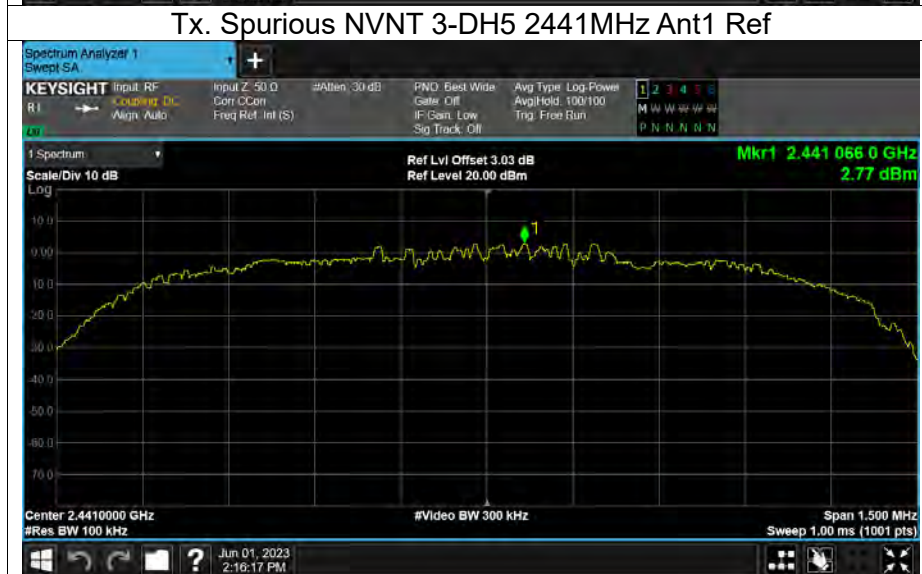 Tx. Spurious NVNT 3-DH5 2441MHz Ant1 Ref
Spectrum Analyzer 1
Swept SA
+
KEYSIGHT
Input: RF
Input Z: 50 Ω
#Atten: 30 dB
PNO: Best Wide
Avg Type: Log-Power
1 2 3 4 5 6
R L
Coupling: DC
Corr CCorr
Gate: Off
Avg|Hold: 100/100
M W W W W W
Align: Auto
Freq Ref: Int (S)
IF Gain: Low
Trig: Free Run
Sig Track: Off
P N N N N N
1 Spectrum
Ref Lvl Offset 3.03 dB
Mkr1 2.441 066 0 GHz
Scale/Div 10 dB
Ref Level 20.00 dBm
2.77 dBm
Log
10.0
0.00
-10.0
-20.0
-30.0
-40.0
-50.0
-60.0
-70.0
1
Center 2.4410000 GHz
#Video BW 300 kHz
Span 1.500 MHz
#Res BW 100 kHz
Sweep 1.00 ms (1001 pts)
?
Jun 01, 2023
2:16:17 PM